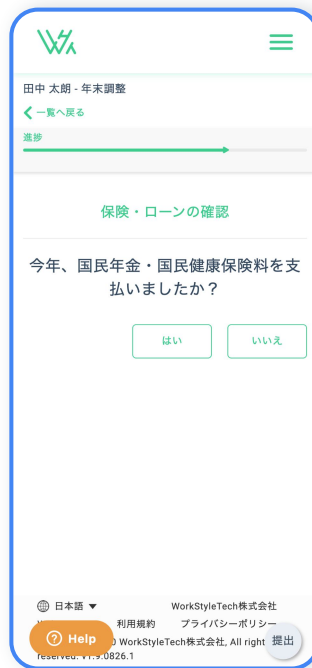 田中 太朗 - 年末調整
一覧へ戻る
進捗
保険・ローンの確認
今年、国民年金・国民健康保険料を支
払いましたか？
はい
いいえ
日本語 ▼
WorkStyleTech株式会社
利用規約
プライバシーポリシー
WorkStyleTech株式会社, All right
提出
Help
reserved. V1.9.0826.1